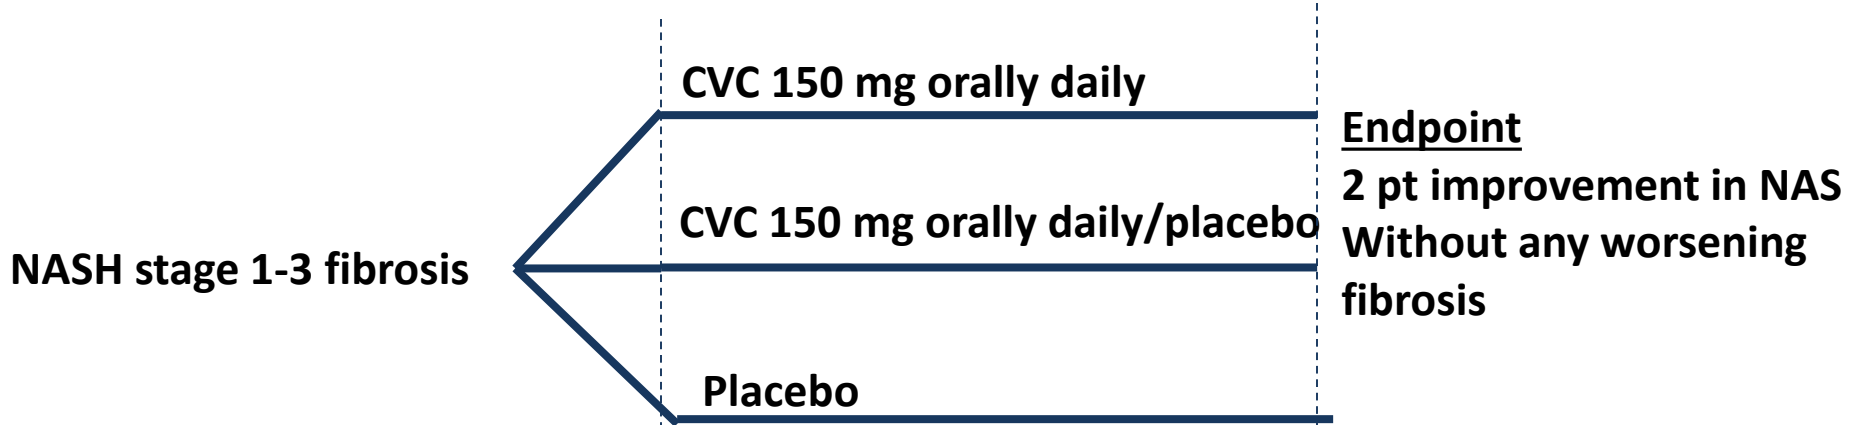 CVC 150 mg orally daily
Endpoint
2 pt improvement in NAS
CVC 150 mg orally daily/placebo
Without any worsening
NASH stage 1-3 fibrosis
fibrosis
Placebo